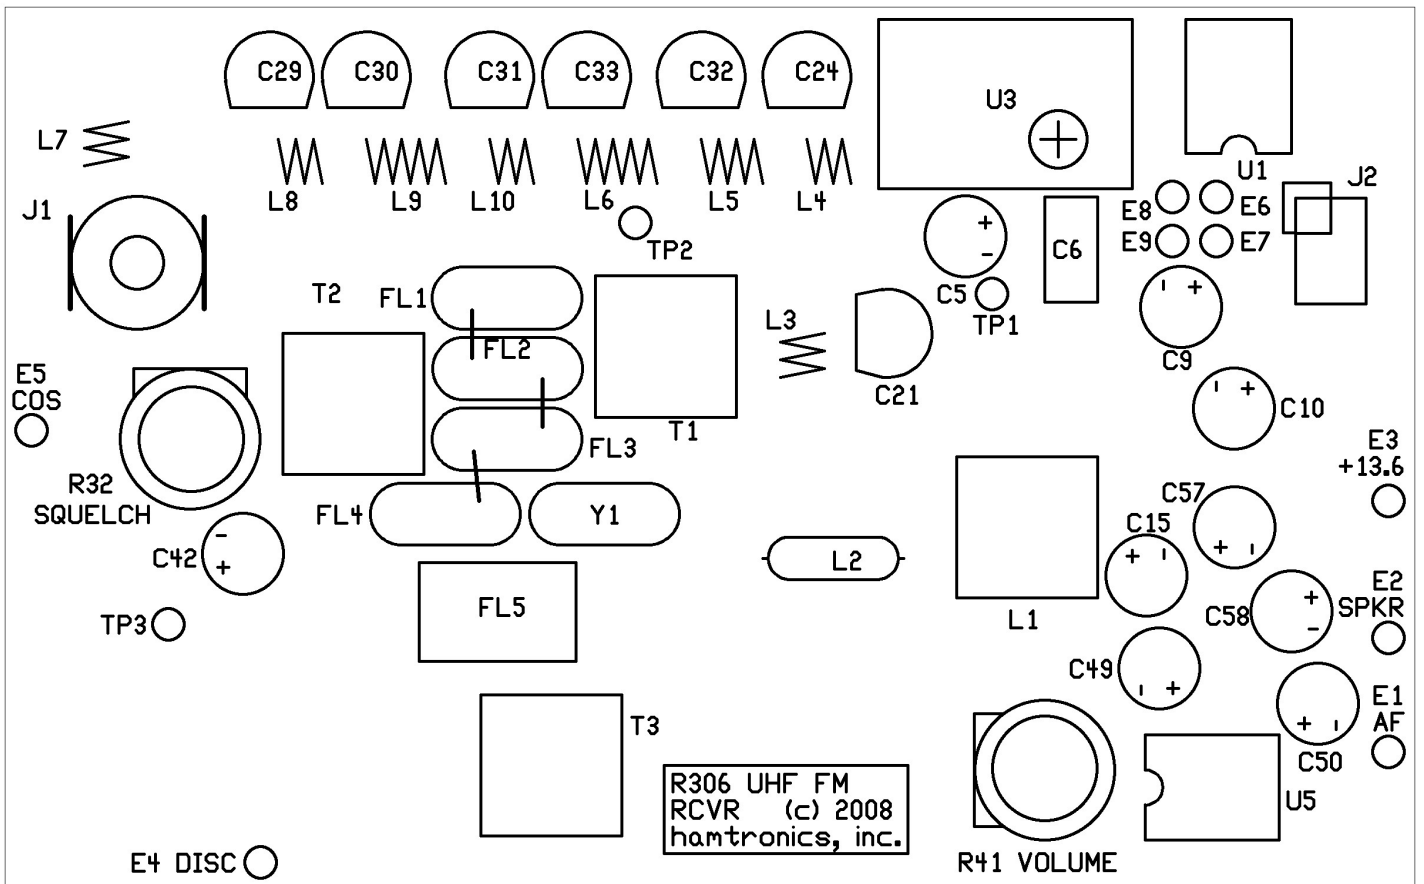 C29 C30 C31 C33 C32 C24
U3
L7
U1
J2
L8 L9 L10 L6 L5 L4
J1
E8 E6
TP2
+
-
C6
E9 E7
T2
FL1
C5
- +
TP1
L3
FL2
C9
E5
COS
C21
- +
C10
T1
FL3
E3
+13.6
R32
SQUELCH
C57
FL4
Y1
C15
-
C42
+
+ -
+ -
L2
E2
SPKR
+
-
FL5
C58
L1
TP3
C49
- +
E1
AF
T3
+ -
C50
R306 UHF FM
RCVR (c) 2008
hamtronics, inc.
U5
E4 DISC
R41 VOLUME